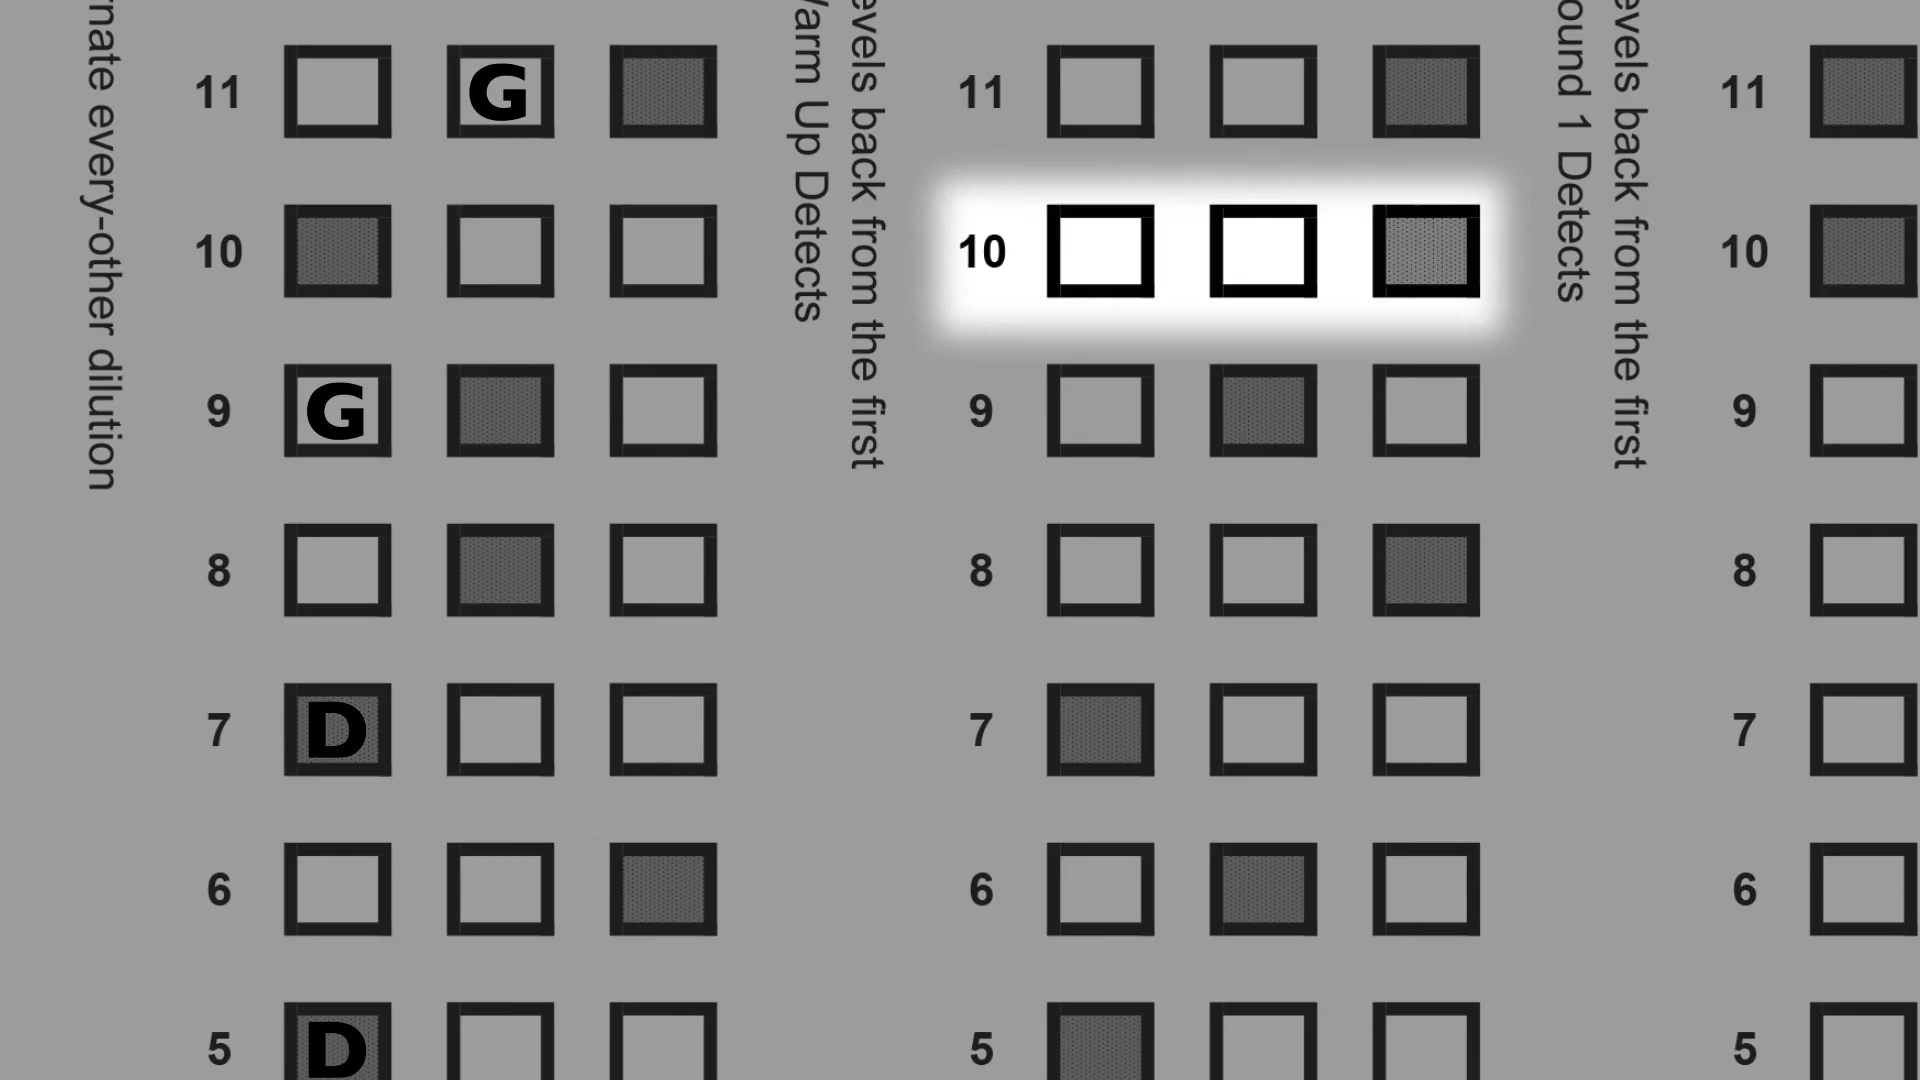 nate every-other dilution
11 G
10
9 G
8
7 D
6
5 D
evels back from the first
Warm Up Detects
11
10
9
8
7
6
5
evels back from the first
ound 1 Detects
11
10
9
8
7
6
5